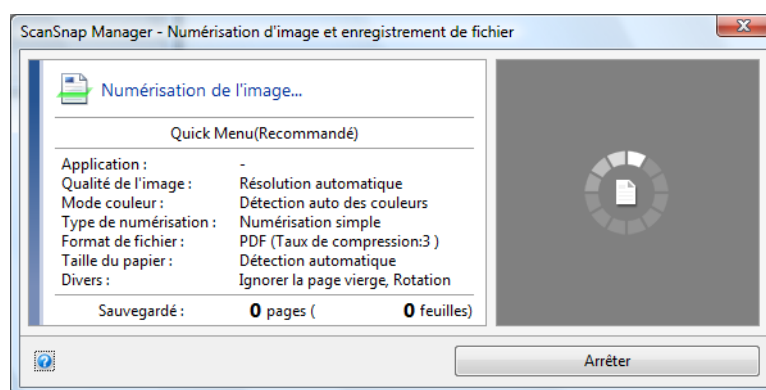 ScanSnap Manager - Numérisation d'image et enregistrement de fichier
Numérisation de l'image...
Quick Menu(Recommandé)
Application : -
Qualité de l'image : Résolution automatique
Mode couleur : Détection auto des couleurs
Type de numérisation : Numérisation simple
Format de fichier : PDF (Taux de compression:3 )
Taille du papier : Détection automatique
Divers : Ignorer la page vierge, Rotation
Sauvegardé : 0 pages ( 0 feuilles)
Arrêter